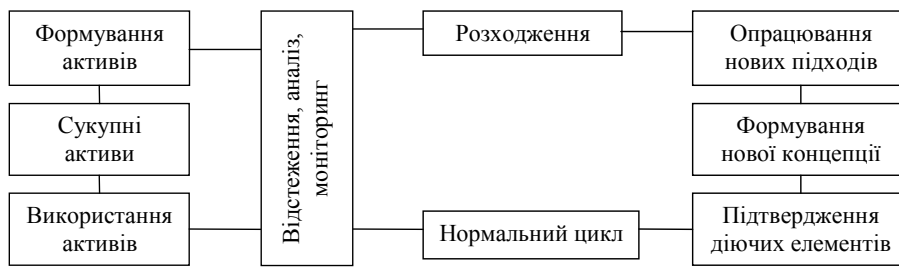 Формування
активів
Сукупні
активи
Використання
активів
Відстеження, аналіз,
моніторинг
Розходження
Нормальний цикл
Опрацювання
нових підходів
Формування
нової концепції
Підтвердження
діючих елементів